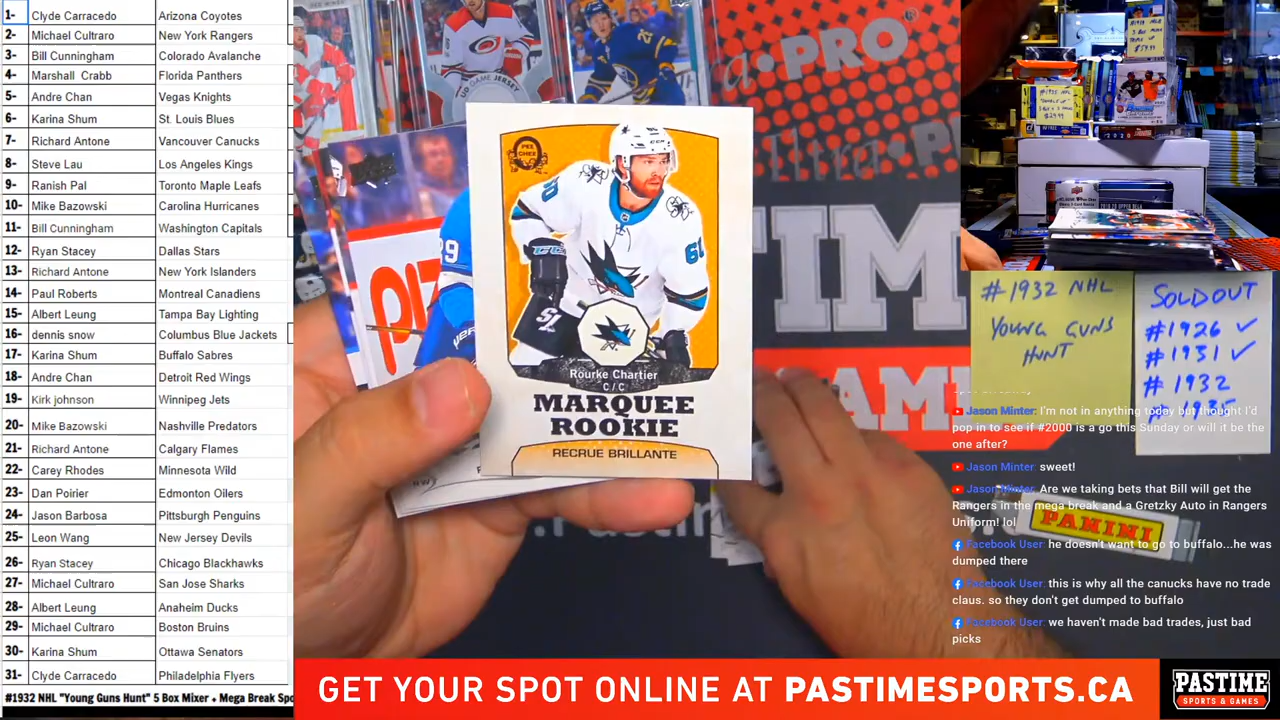 1- Clyde Carracedo Arizona Coyotes
2- Michael Cultraro New York Rangers
3- Bill Cunningham Colorado Avalanche
4- Marshall Crabb Florida Panthers
5- Andre Chan Vegas Knights
6- Karina Shum St. Louis Blues
7- Richard Antone Vancouver Canucks
8- Steve Lau Los Angeles Kings
9- Ranish Pal Toronto Maple Leafs
10- Mike Bazowski Carolina Hurricanes
11- Bill Cunningham Washington Capitals
12- Ryan Stacey Dallas Stars
13- Richard Antone New York Islanders
14- Paul Roberts Montreal Canadiens
15- Albert Leung Tampa Bay Lighting
16- dennis snow Columbus Blue Jackets
17- Karina Shum Buffalo Sabres
18- Andre Chan Detroit Red Wings
19- Kirk johnson Winnipeg Jets
20- Mike Bazowski Nashville Predators
21- Richard Antone Calgary Flames
22- Carey Rhodes Minnesota Wild
23- Dan Poirier Edmonton Oilers
24- Jason Barbosa Pittsburgh Penguins
25- Leon Wang New Jersey Devils
26- Ryan Stacey Chicago Blackhawks
27- Michael Cultraro San Jose Sharks
28- Albert Leung Anaheim Ducks
29- Michael Cultraro Boston Bruins
30- Karina Shum Ottawa Senators
31- Clyde Carracedo Philadelphia Flyers
#1932 NHL "Young Guns Hunt" 5 Box Mixer + Mega Break Spo
PRO
GAME JERSEY
PEE CHEE
60
Rourke Chartier
C/C
MARQUEE
ROOKIE
RECRUE BRILLANTE
TIM
AM
#1932 NHL
YOUNG GUNS
HUNT
SOLDOUT
#1926 ✓
#1931 ✓
#1932
PANINI
Jason Minter: I'm not in anything today but thought I'd
pop in to see if #2000 is a go this Sunday or will it be the
one after?
Jason Minter: sweet!
Jason Minter: Are we taking bets that Bill will get the
Rangers in the mega break and a Gretzky Auto in Rangers
Uniform! lol
Facebook User: he doesn't want to go to buffalo...he was
dumped there
Facebook User: this is why all the canucks have no trade
claus. so they don't get dumped to buffalo
Facebook User: we haven't made bad trades, just bad
picks
GET YOUR SPOT ONLINE AT PASTIMESPORTS.CA
PASTIME
SPORTS & GAMES